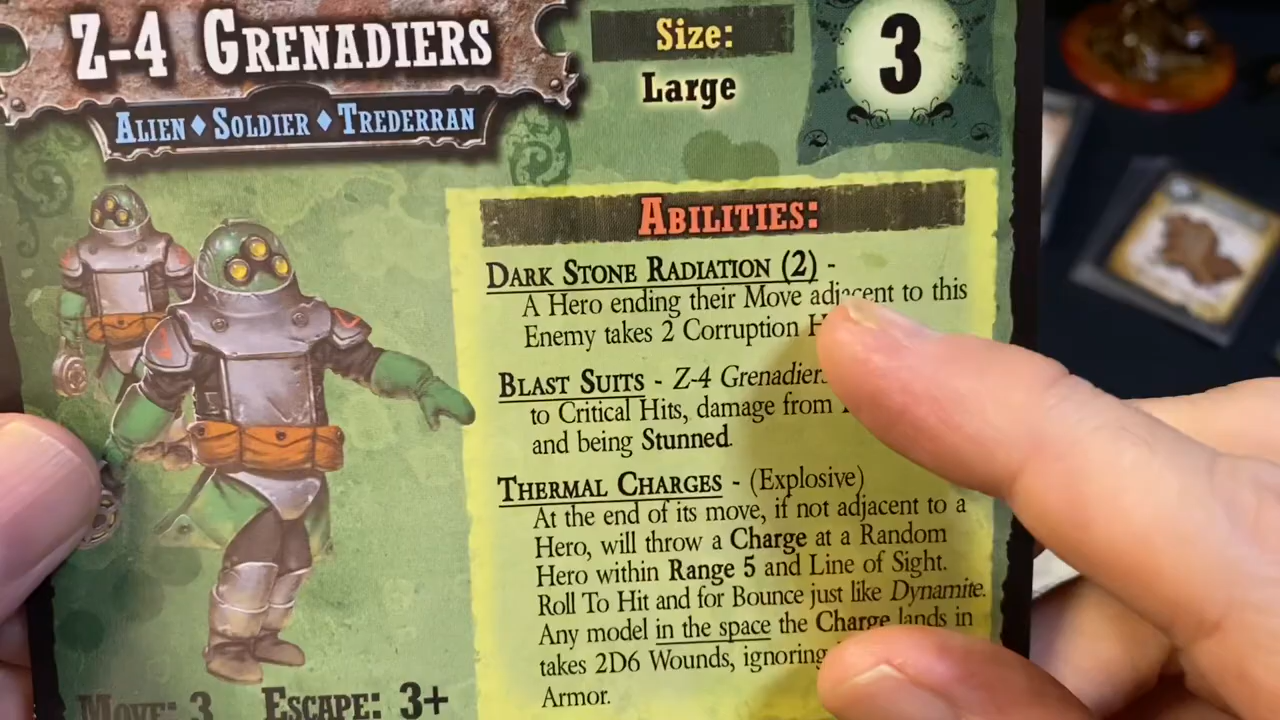 Z-4 GRENADIERS
ALIEN ♦ SOLDIER ♦ TREDERRAN
Size:
Large
3
ABILITIES:
DARK STONE RADIATION (2) -
A Hero ending their Move adjacent to this
Enemy takes 2 Corruption
BLAST SUITS - Z-4 Grenadiers
to Critical Hits, damage from
and being Stunned.
THERMAL CHARGES - (Explosive)
At the end of its move, if not adjacent to a
Hero, will throw a Charge at a Random
Hero within Range 5 and Line of Sight.
Roll To Hit and for Bounce just like Dynamite.
Any model in the space the Charge lands in
takes 2D6 Wounds, ignoring
Armor.
MOVE: 3 ESCAPE: 3+